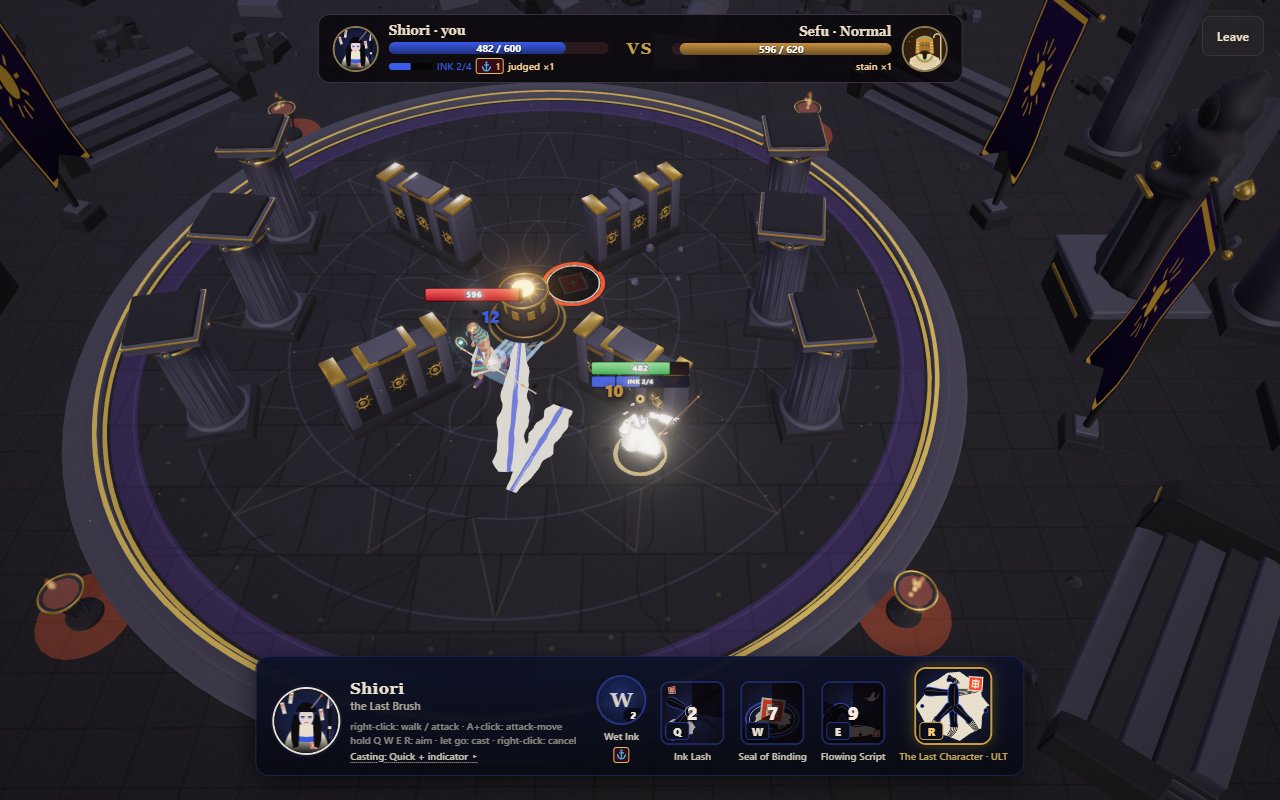 Shiori · you
482 / 600
INK 2/4 1 judged ×1
VS
Sefu · Normal
596 / 620
stain ×1
Leave
596
12
482
INK 2/4
10
Shiori
the Last Brush
right-click: walk / attack · A+click: attack-move
hold Q W E R: aim · let go: cast · right-click: cancel
Casting: Quick + indicator ▸
W
2
Wet Ink
2
Q
Ink Lash
7
W
Seal of Binding
9
E
Flowing Script
R
The Last Character · ULT